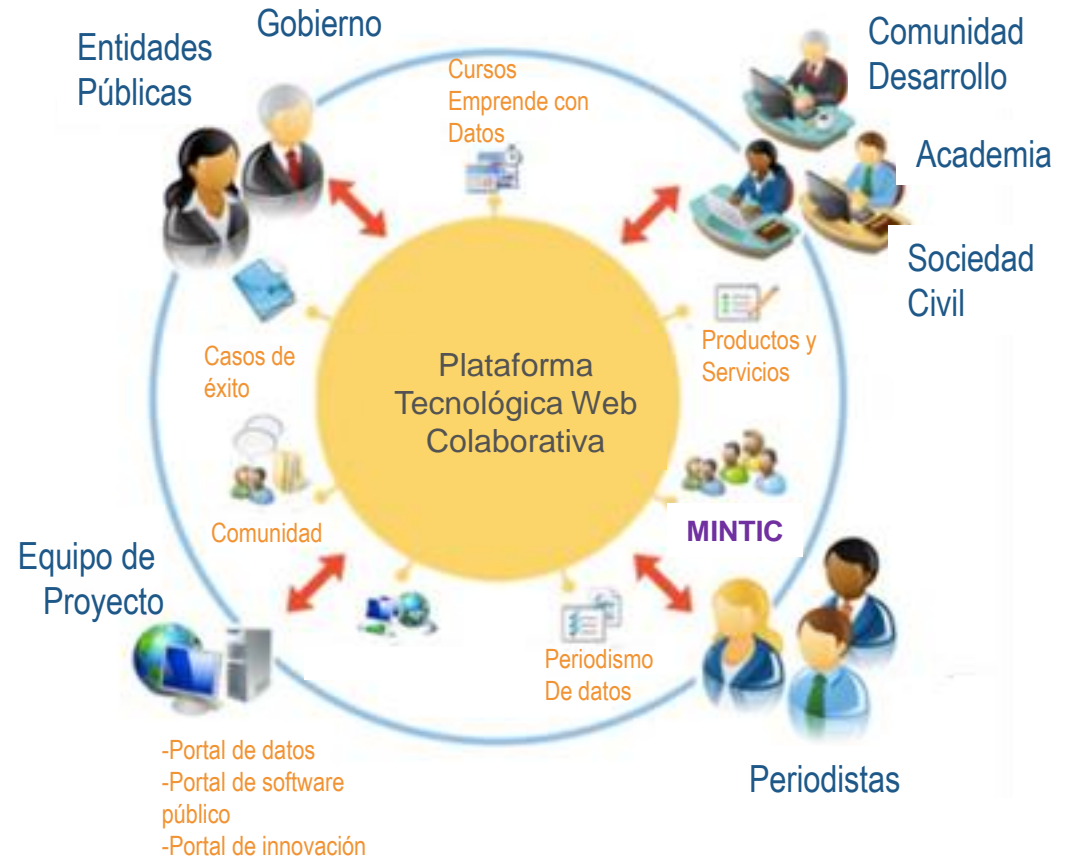 Gobierno
Entidades
Públicas
Comunidad
Desarrollo
Cursos
Emprende con
Datos
Academia
Sociedad
Civil
Productos y
Servicios
Casos de
éxito
Plataforma
Tecnológica Web
Colaborativa
Comunidad
MINTIC
Equipo de
Proyecto
Periodismo
De datos
-Portal de datos
-Portal de software
público
-Portal de innovación
Periodistas